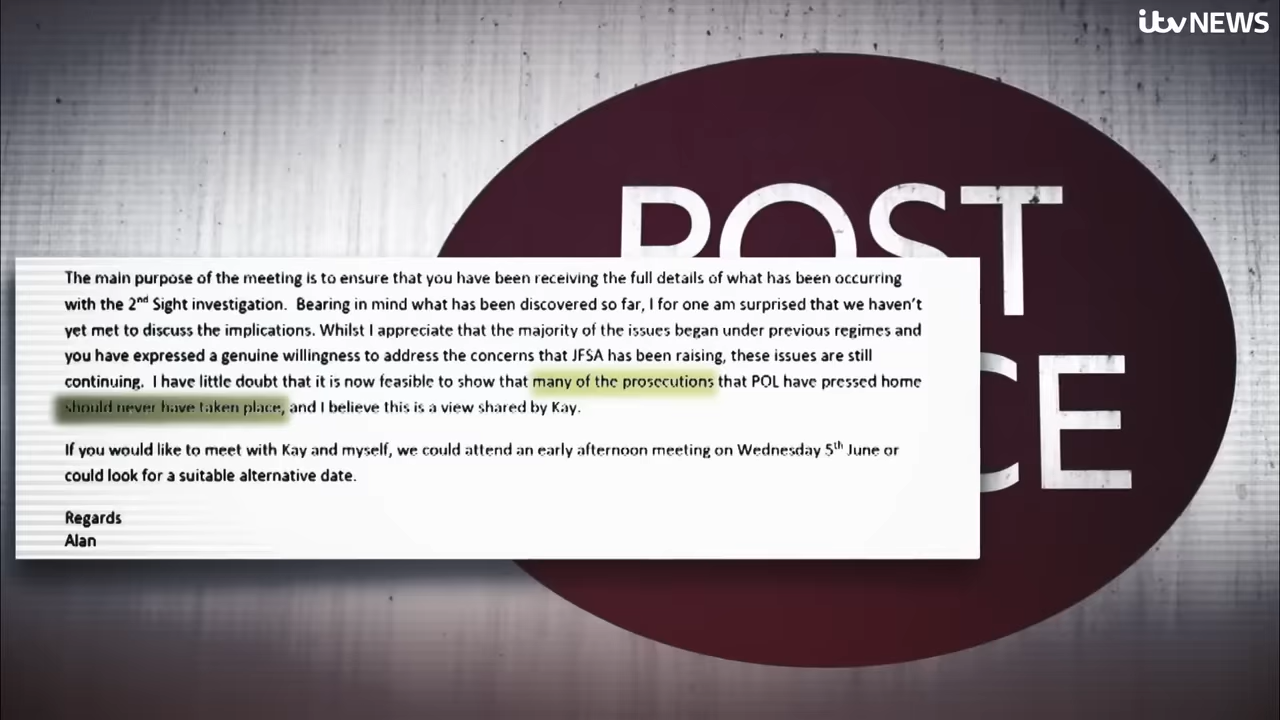 itv NEWS
POST
CE
The main purpose of the meeting is to ensure that you have been receiving the full details of what has been occurring
with the 2nd Sight investigation. Bearing in mind what has been discovered so far, I for one am surprised that we haven't
yet met to discuss the implications. Whilst I appreciate that the majority of the issues began under previous regimes and
you have expressed a genuine willingness to address the concerns that JFSA has been raising, these issues are still
continuing. I have little doubt that it is now feasible to show that many of the prosecutions that POL have pressed home
should never have taken place, and I believe this is a view shared by Kay.
If you would like to meet with Kay and myself, we could attend an early afternoon meeting on Wednesday 5th June or
could look for a suitable alternative date.
Regards
Alan